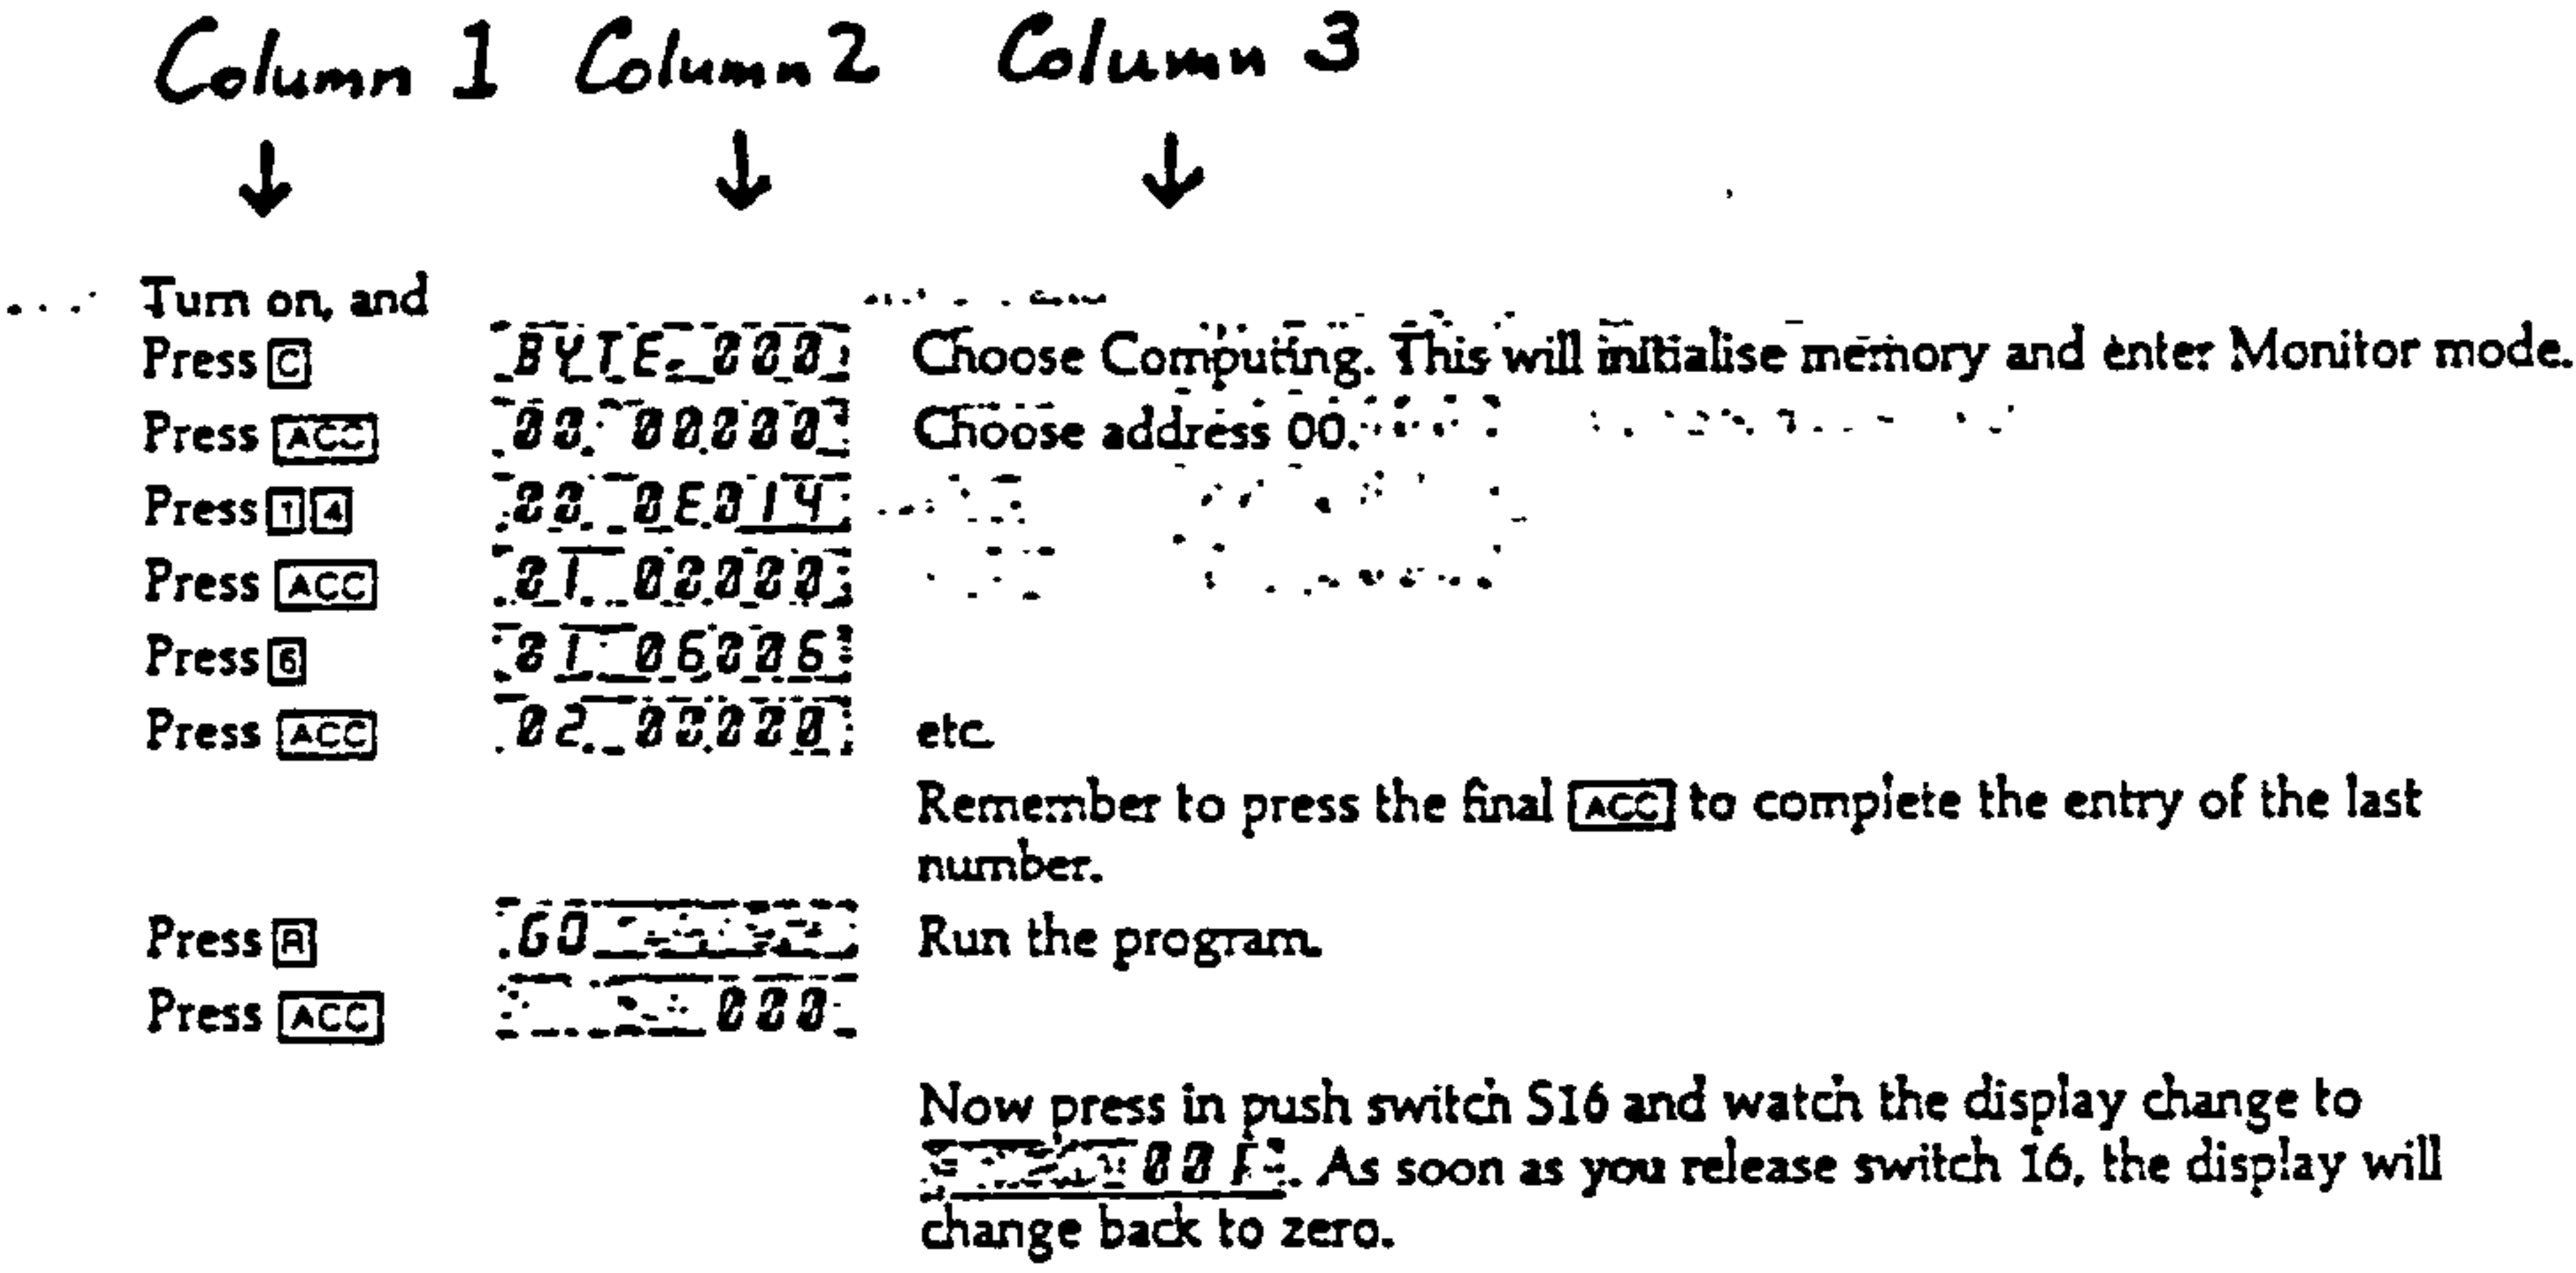 Column 1 Column 2 Column 3
Turn on, and
Press C BYTE 000 Choose Computing. This will initialise memory and enter Monitor mode.
Press ACC 00 00000 Choose address 00.
Press 1 4 00 0E014
Press ACC 01 00000
Press 6 01 06006
Press ACC 02 00000 etc.
Remember to press the final ACC to complete the entry of the last
number.
Press A GO Run the program.
Press ACC 000
Now press in push switch S16 and watch the display change to
00 . As soon as you release switch 16, the display will
change back to zero.